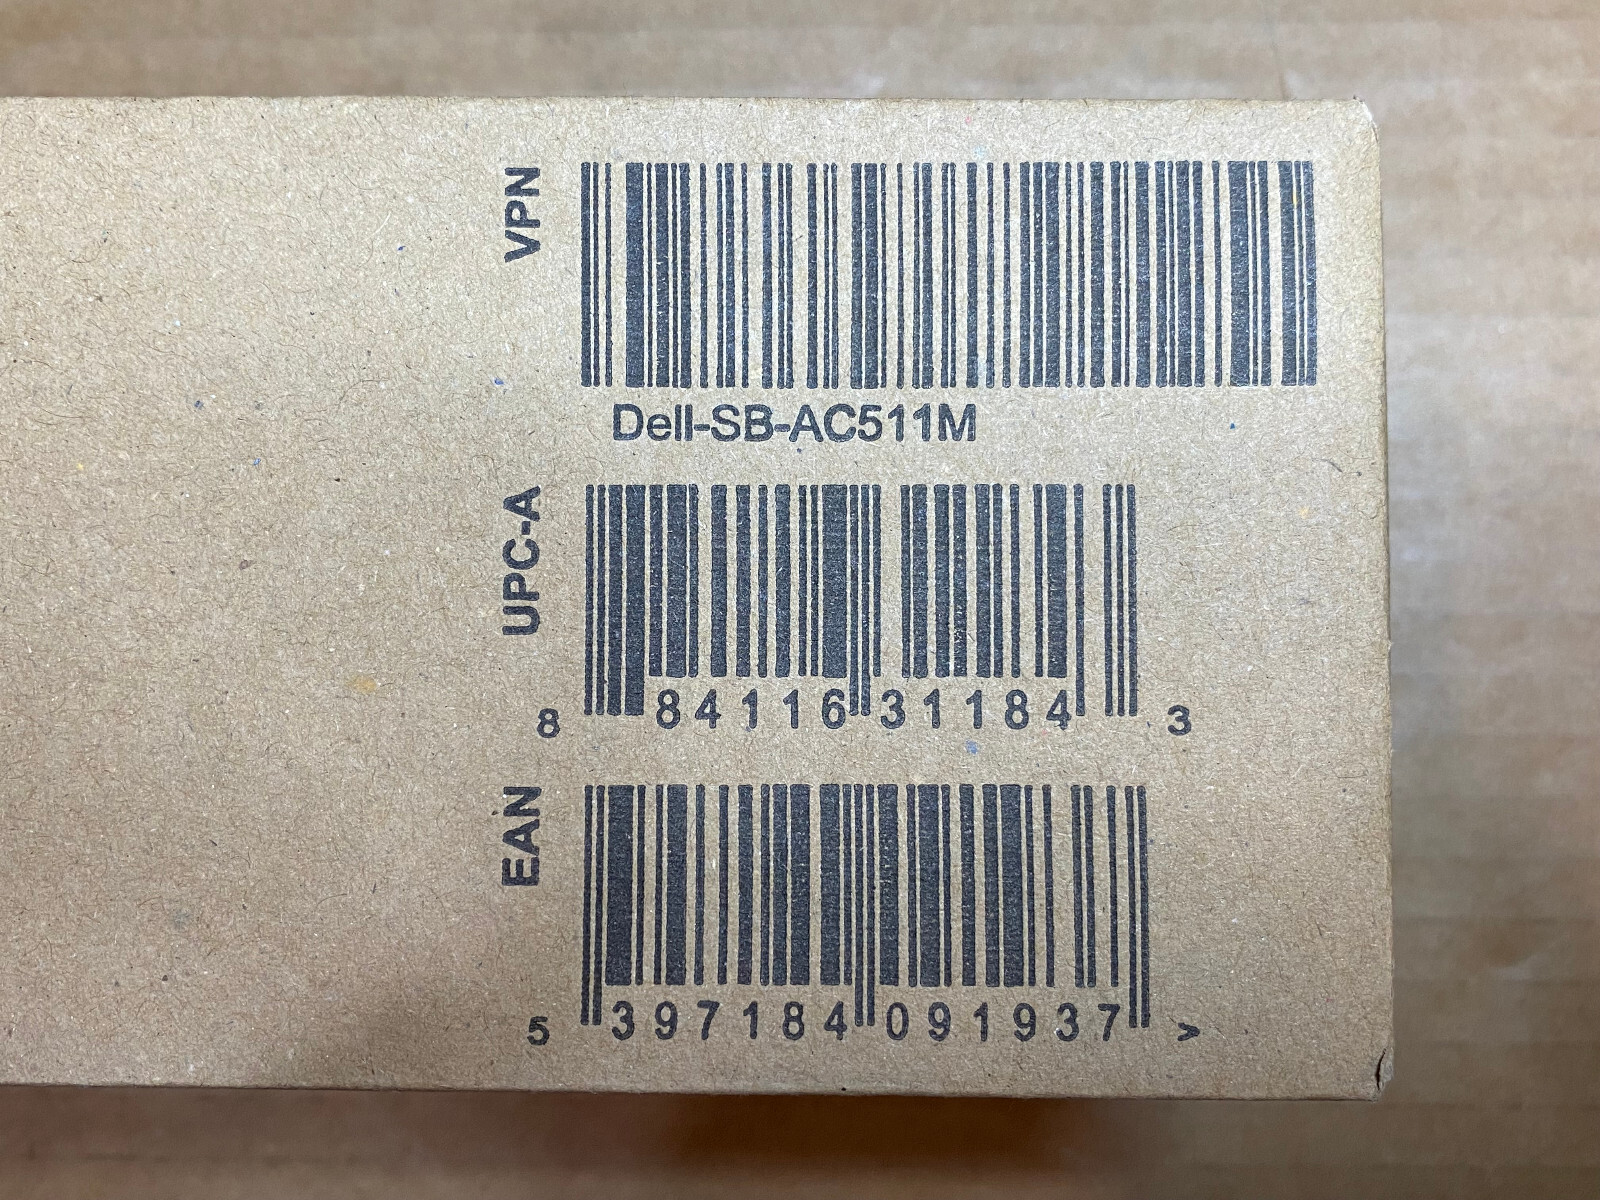 VPN
Dell-SB-AC511M
UPC-A
8 84116 31184 3
EAN
5 397184 091937 >